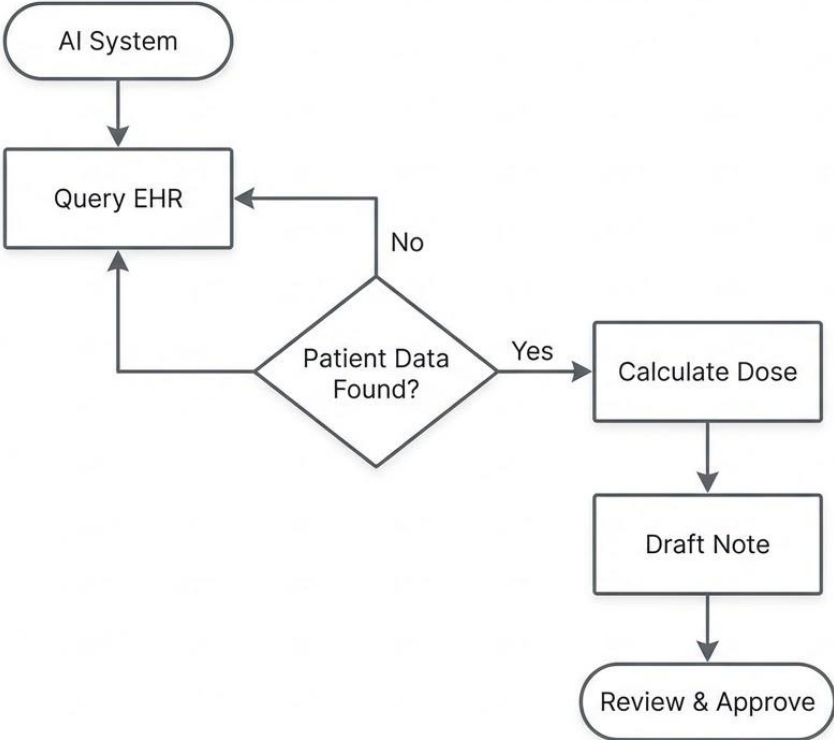 AI System
Query EHR
No
Patient Data
Found?
Yes
Calculate Dose
Draft Note
Review & Approve